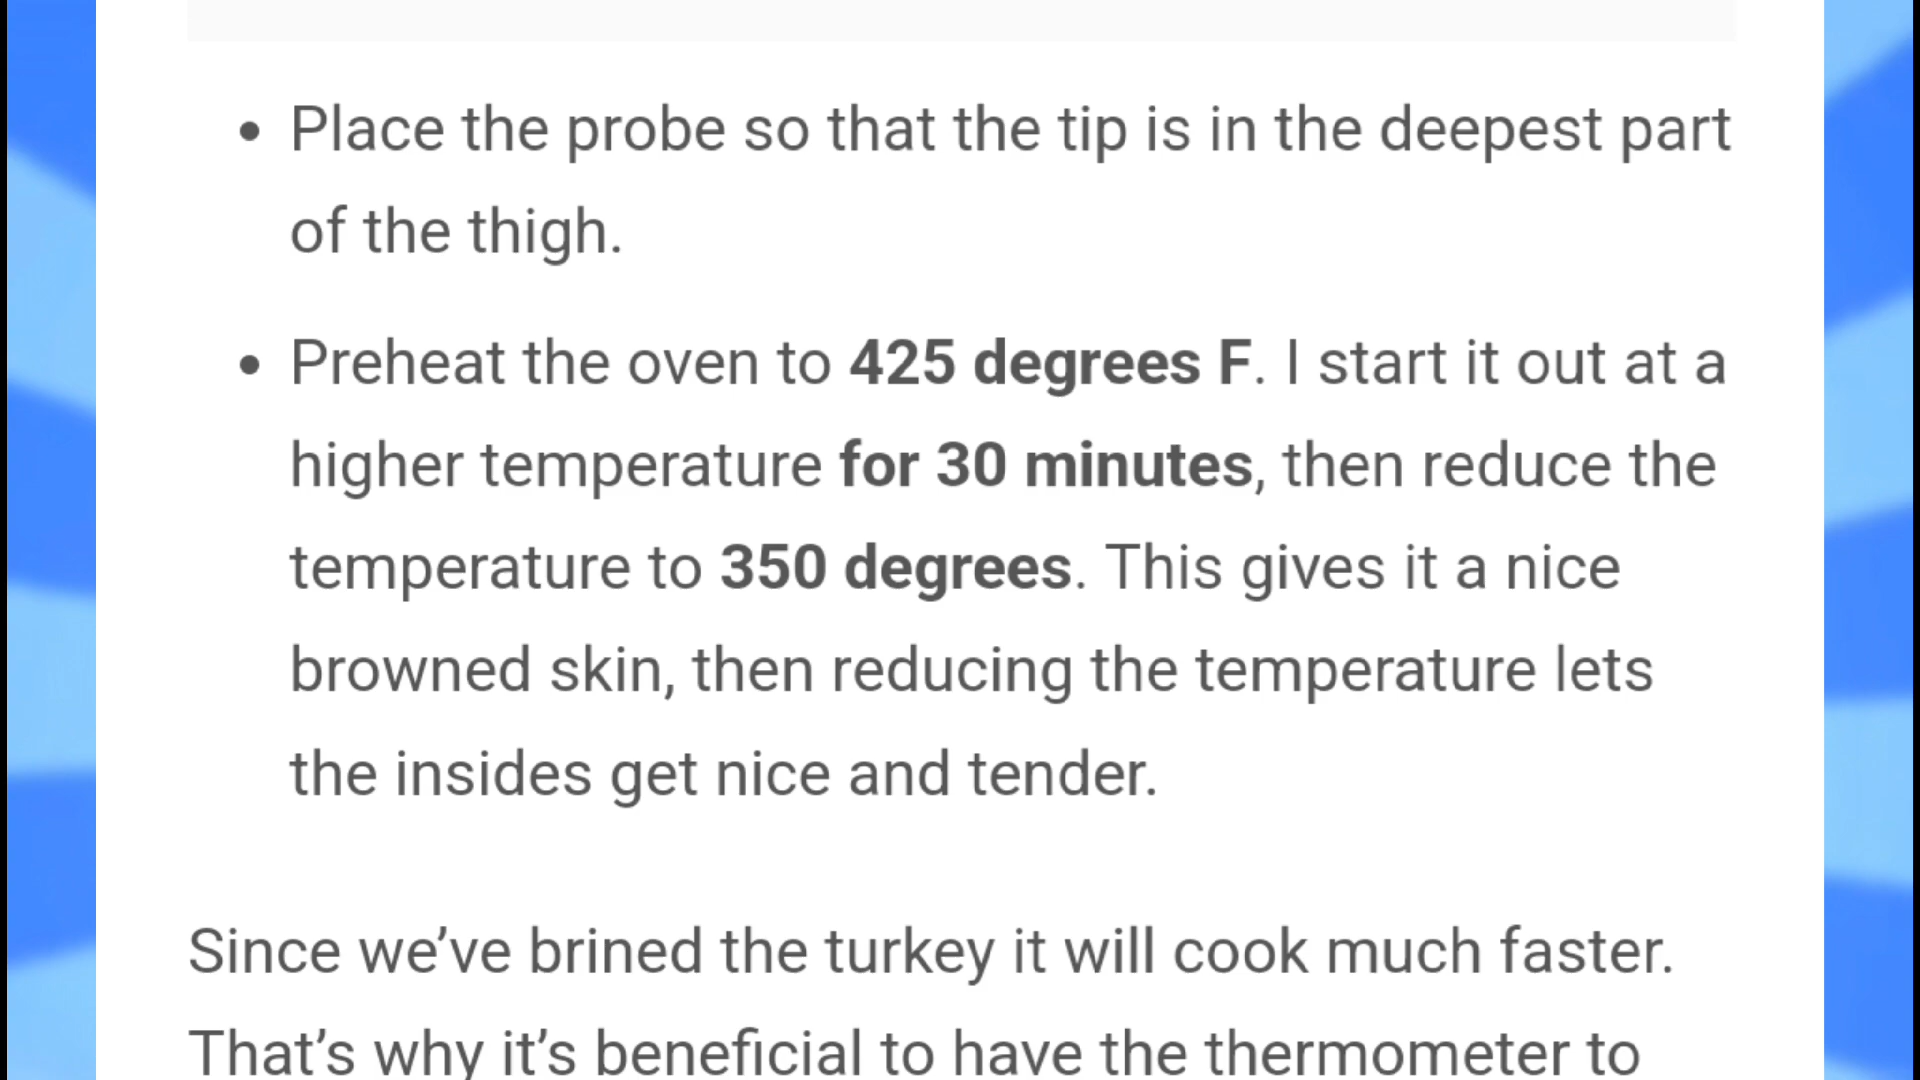 • Place the probe so that the tip is in the deepest part
of the thigh.
• Preheat the oven to 425 degrees F. I start it out at a
higher temperature for 30 minutes, then reduce the
temperature to 350 degrees. This gives it a nice
browned skin, then reducing the temperature lets
the insides get nice and tender.
Since we’ve brined the turkey it will cook much faster.
That’s why it’s beneficial to have the thermometer to